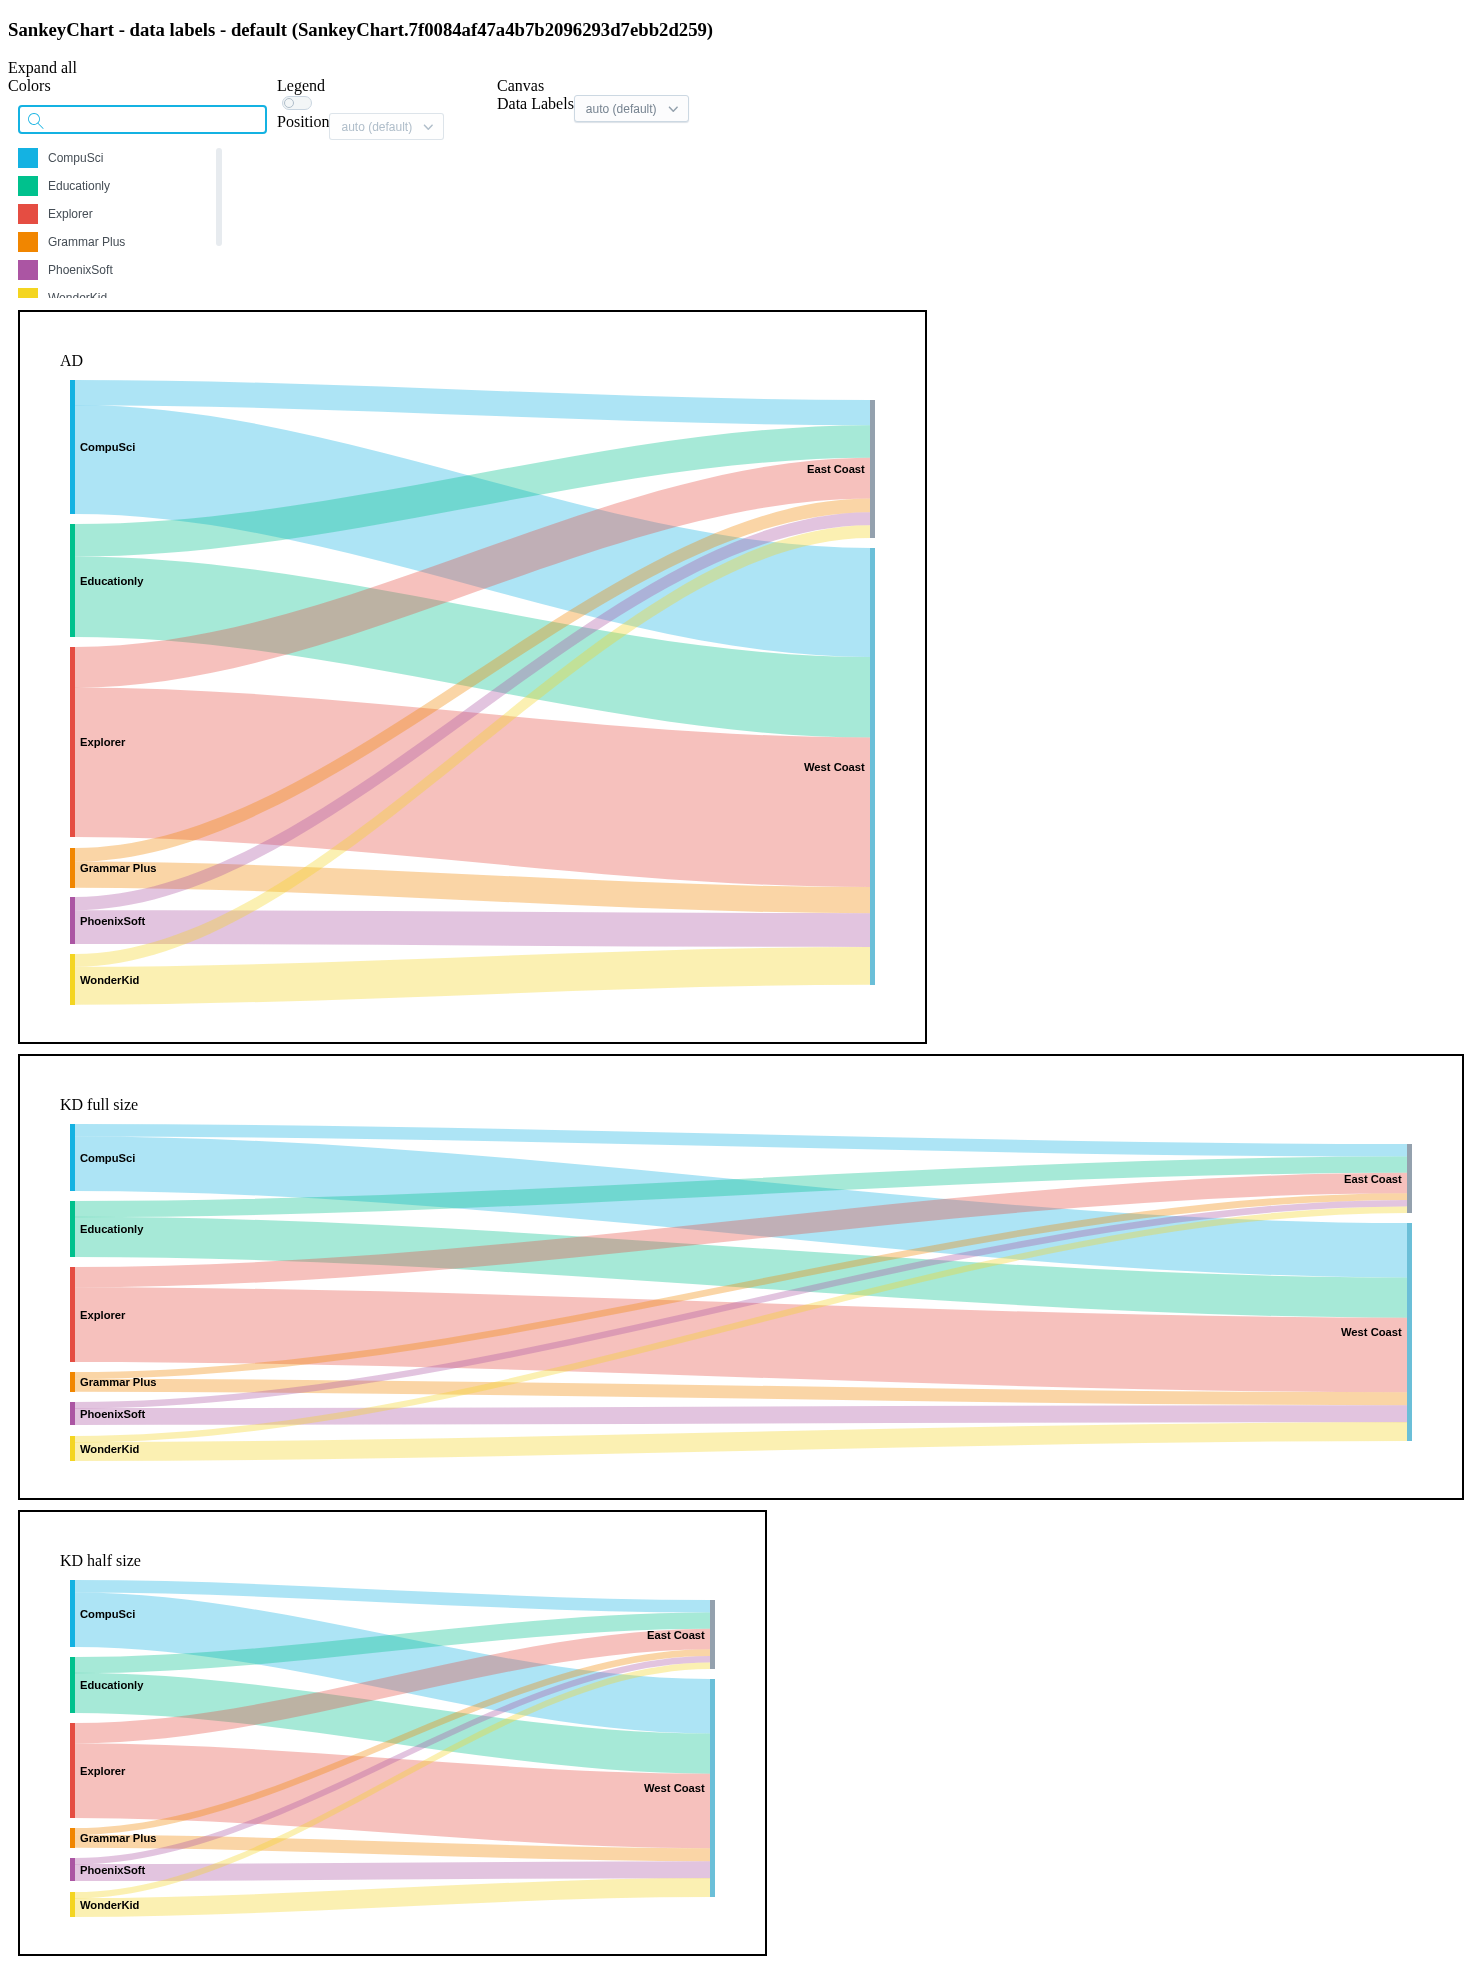 SankeyChart - data labels - default (SankeyChart.7f0084af47a4b7b2096293d7ebb2d259)
Expand all
Colors
Legend
Canvas
Data Labels auto (default)
Position auto (default)
CompuSci
Educationly
Explorer
Grammar Plus
PhoenixSoft
WonderKid
AD
CompuSci
East Coast
Educationly
Explorer
West Coast
Grammar Plus
PhoenixSoft
WonderKid
KD full size
CompuSci
East Coast
Educationly
Explorer
West Coast
Grammar Plus
PhoenixSoft
WonderKid
KD half size
CompuSci
East Coast
Educationly
Explorer
West Coast
Grammar Plus
PhoenixSoft
WonderKid